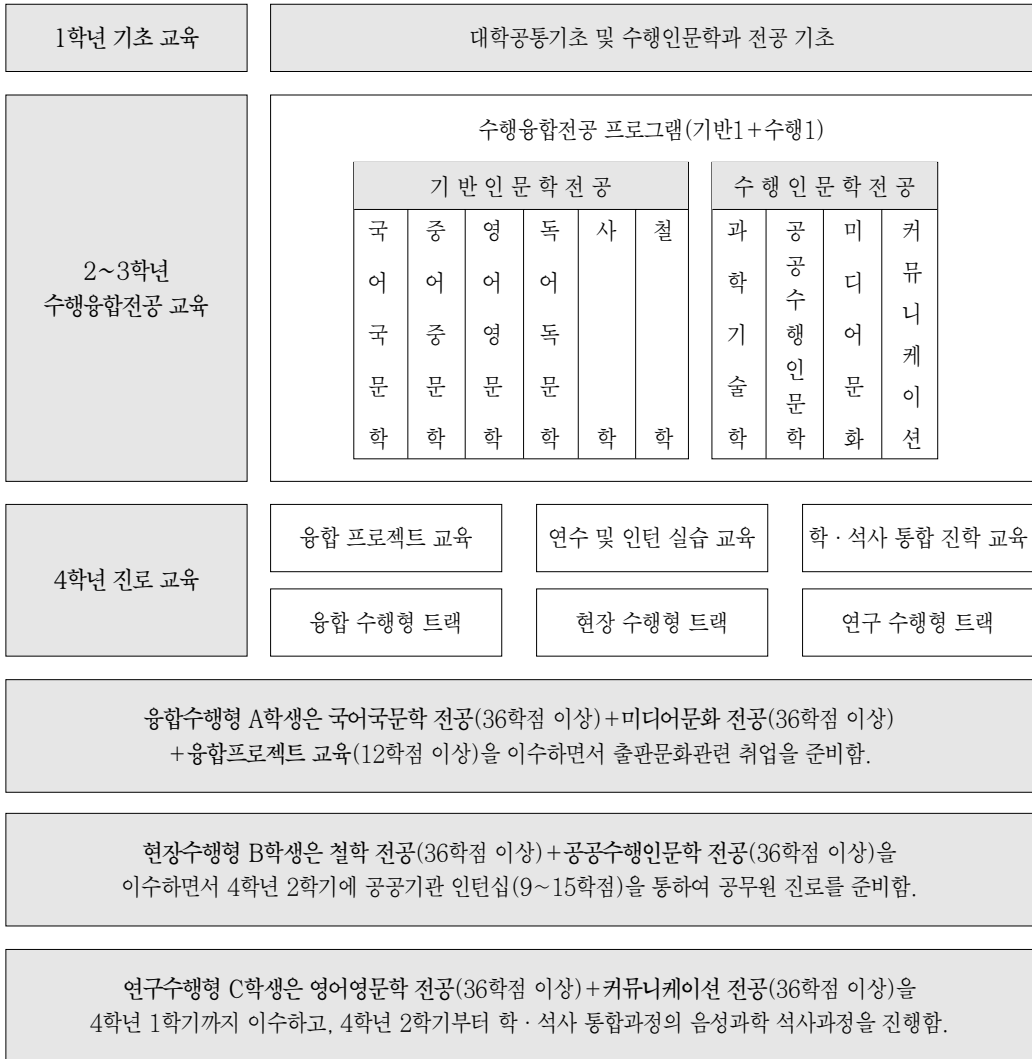 1학년 기초 교육
대학공통기초 및 수행인문학과 전공 기초
2~3학년
수행융합전공 교육
수행융합전공 프로그램(기반1+수행1)
기 반 인 문 학 전 공
국어국문학
중어중문학
영어영문학
독어독문학
사학
철학
수 행 인 문 학 전 공
과학기술학
공공수행인문학
미디어문화
커뮤니케이션
4학년 진로 교육
융합 프로젝트 교육
연수 및 인턴 실습 교육
학·석사 통합 진학 교육
융합 수행형 트랙
현장 수행형 트랙
연구 수행형 트랙
융합수행형 A학생은 국어국문학 전공(36학점 이상)+미디어문화 전공(36학점 이상)
+융합프로젝트 교육(12학점 이상)을 이수하면서 출판문화관련 취업을 준비함.
현장수행형 B학생은 철학 전공(36학점 이상)+공공수행인문학 전공(36학점 이상)을
이수하면서 4학년 2학기에 공공기관 인턴십(9~15학점)을 통하여 공무원 진로를 준비함.
연구수행형 C학생은 영어영문학 전공(36학점 이상)+커뮤니케이션 전공(36학점 이상)을
4학년 1학기까지 이수하고, 4학년 2학기부터 학·석사 통합과정의 음성과학 석사과정을 진행함.